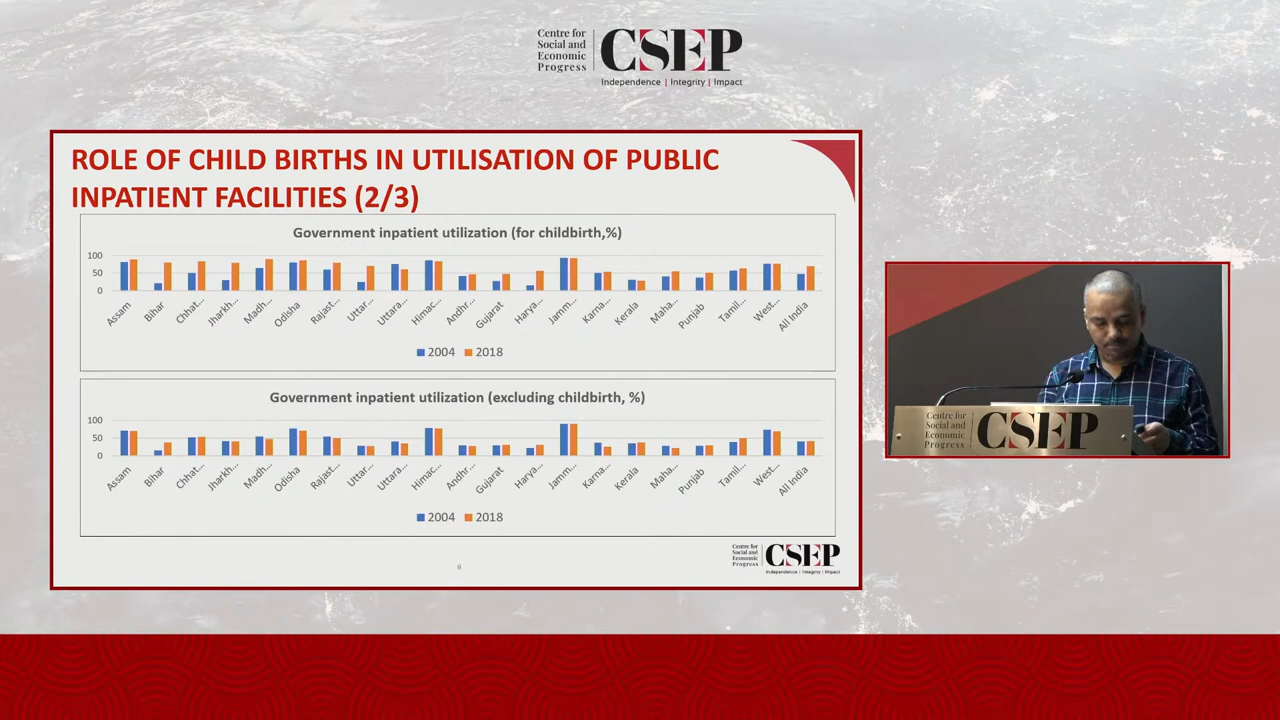 Centre for
Social and
Economic
Progress
CSEP
Independence | Integrity | Impact
ROLE OF CHILD BIRTHS IN UTILISATION OF PUBLIC
INPATIENT FACILITIES (2/3)
Government inpatient utilization (for childbirth,%)
100
50
0
Assam
Bihar
Chhat...
Jharkh...
Madh...
Odisha
Rajast...
Uttar...
Uttara...
Himac...
Andhr...
Gujarat
Harya...
Jamm...
Karna...
Kerala
Maha...
Punjab
Tamil...
West...
All India
2004 2018
Government inpatient utilization (excluding childbirth, %)
100
50
0
Assam
Bihar
Chhat...
Jharkh...
Madh...
Odisha
Rajast...
Uttar...
Uttara...
Himac...
Andhr...
Gujarat
Harya...
Jamm...
Karna...
Kerala
Maha...
Punjab
Tamil...
West...
All India
2004 2018
Centre for
Social and
Economic
Progress
CSEP
Independence | Integrity | Impact
Centre for
Social and
Economic
Progress
CSEP